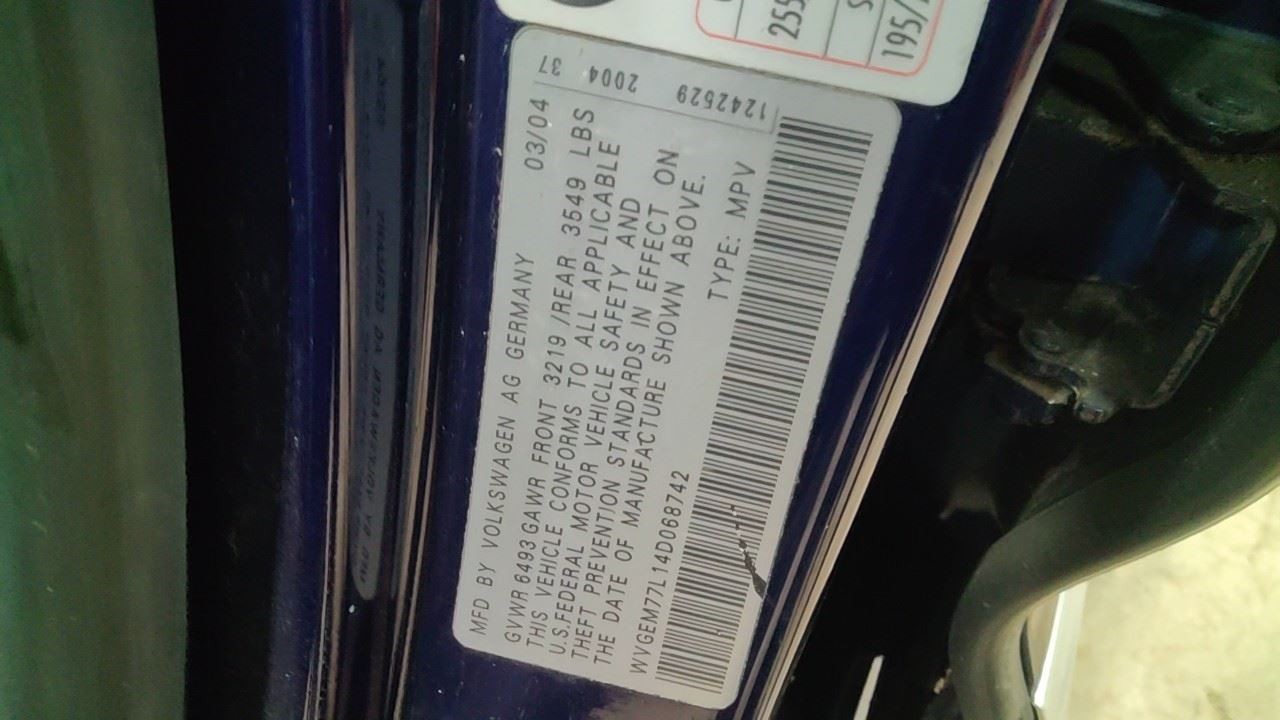 MFD BY VOLKSWAGEN AG GERMANY 03/04
GVWR 6493 GAWR FRONT 3219 /REAR 3549 LBS
THIS VEHICLE CONFORMS TO ALL APPLICABLE
U.S.FEDERAL MOTOR VEHICLE SAFETY AND
THEFT PREVENTION STANDARDS IN EFFECT ON
THE DATE OF MANUFACTURE SHOWN ABOVE.
WVGEM77L14D068742 TYPE: MPV
37 2004 1242529
255
195/